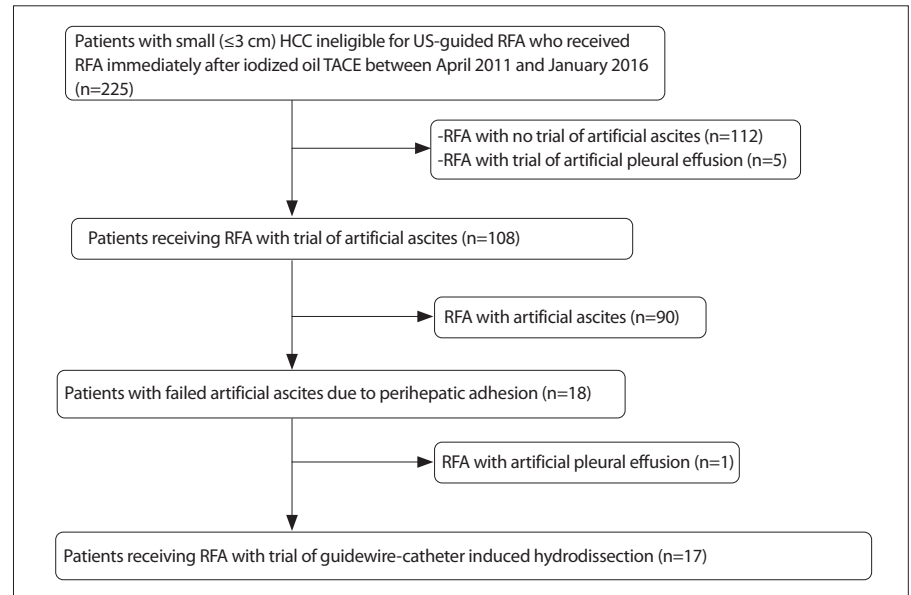 Patients with small (≤3 cm) HCC ineligible for US-guided RFA who received
RFA immediately after iodized oil TACE between April 2011 and January 2016
(n=225)
-RFA with no trial of artificial ascites (n=112)
-RFA with trial of artificial pleural effusion (n=5)
Patients receiving RFA with trial of artificial ascites (n=108)
RFA with artificial ascites (n=90)
Patients with failed artificial ascites due to perihepatic adhesion (n=18)
RFA with artificial pleural effusion (n=1)
Patients receiving RFA with trial of guidewire-catheter induced hydrodissection (n=17)